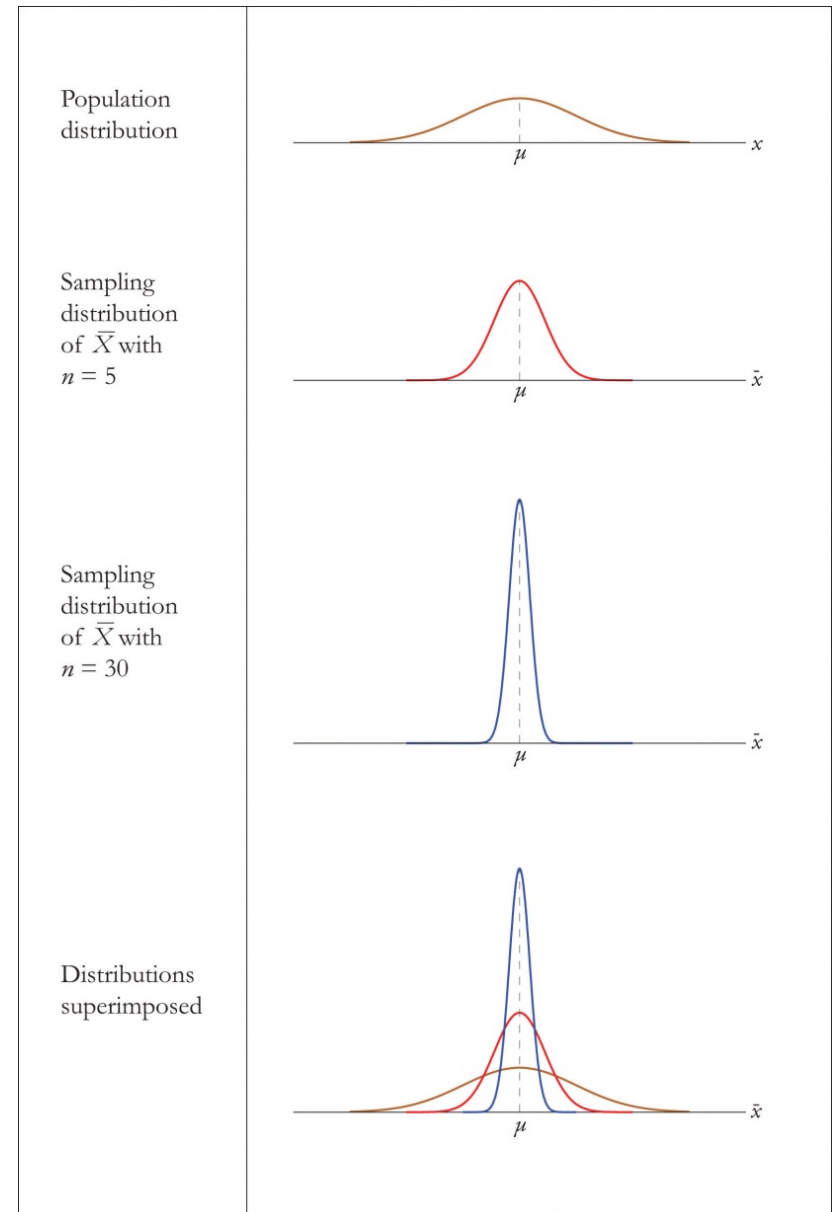 Population
distribution
x
μ
Sampling
distribution
of X̅ with
n = 5
x̄
μ
Sampling
distribution
of X̅ with
n = 30
x̄
μ
Distributions
superimposed
x̄
μ